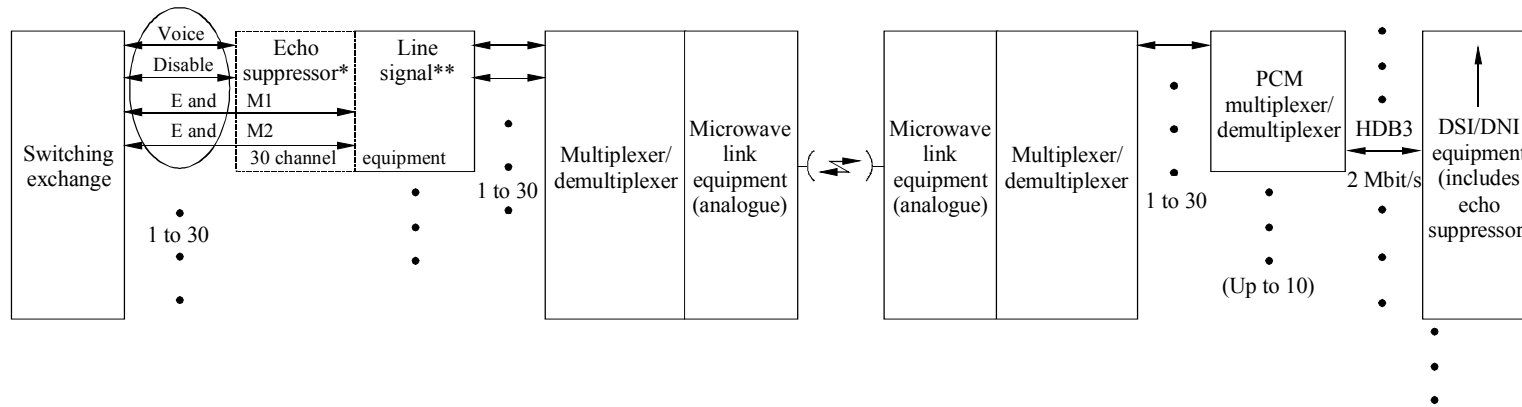 Switching
exchange
Voice
Disable
E and M1
E and M2
1 to 30
Echo
suppressor*
30 channel
Line
signal**
equipment
1 to 30
Multiplexer/
demultiplexer
Microwave
link
equipment
(analogue)
Microwave
link
equipment
(analogue)
Multiplexer/
demultiplexer
1 to 30
PCM
multiplexer/
demultiplexer
(Up to 10)
HDB3
2 Mbit/s
DSI/DNI
equipment
(includes
echo
suppressor